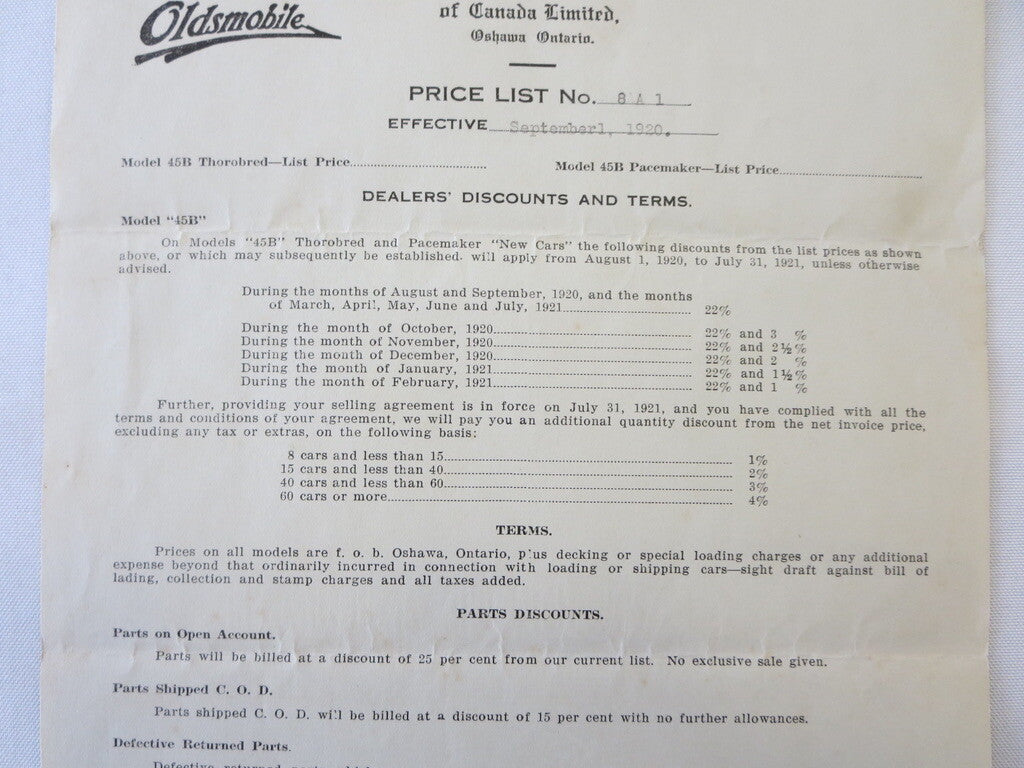 Oldsmobile
of Canada Limited,
Oshawa Ontario.
PRICE LIST No. 8 A 1
EFFECTIVE September1, 1920.
Model 45B Thorobred—List Price........................................
Model 45B Pacemaker—List Price........................................
DEALERS' DISCOUNTS AND TERMS.
Model "45B"
On Models "45B" Thorobred and Pacemaker "New Cars" the following discounts from the list prices as shown
above, or which may subsequently be established. will apply from August 1, 1920, to July 31, 1921, unless otherwise
advised.
During the months of August and September, 1920, and the months
of March, April, May, June and July, 1921........................................ 22%
During the month of October, 1920........................................ 22% and 3 %
During the month of November, 1920........................................ 22% and 2½%
During the month of December, 1920........................................ 22% and 2 %
During the month of January, 1921........................................ 22% and 1½%
During the month of February, 1921........................................ 22% and 1 %
Further, providing your selling agreement is in force on July 31, 1921, and you have complied with all the
terms and conditions of your agreement, we will pay you an additional quantity discount from the net invoice price,
excluding any tax or extras, on the following basis:
8 cars and less than 15........................................ 1%
15 cars and less than 40........................................ 2%
40 cars and less than 60........................................ 3%
60 cars or more........................................ 4%
TERMS.
Prices on all models are f. o. b. Oshawa, Ontario, plus decking or special loading charges or any additional
expense beyond that ordinarily incurred in connection with loading or shipping cars—sight draft against bill of
lading, collection and stamp charges and all taxes added.
PARTS DISCOUNTS.
Parts on Open Account.
Parts will be billed at a discount of 25 per cent from our current list. No exclusive sale given.
Parts Shipped C. O. D.
Parts shipped C. O. D. will be billed at a discount of 15 per cent with no further allowances.
Defective Returned Parts.
Defective returned parts